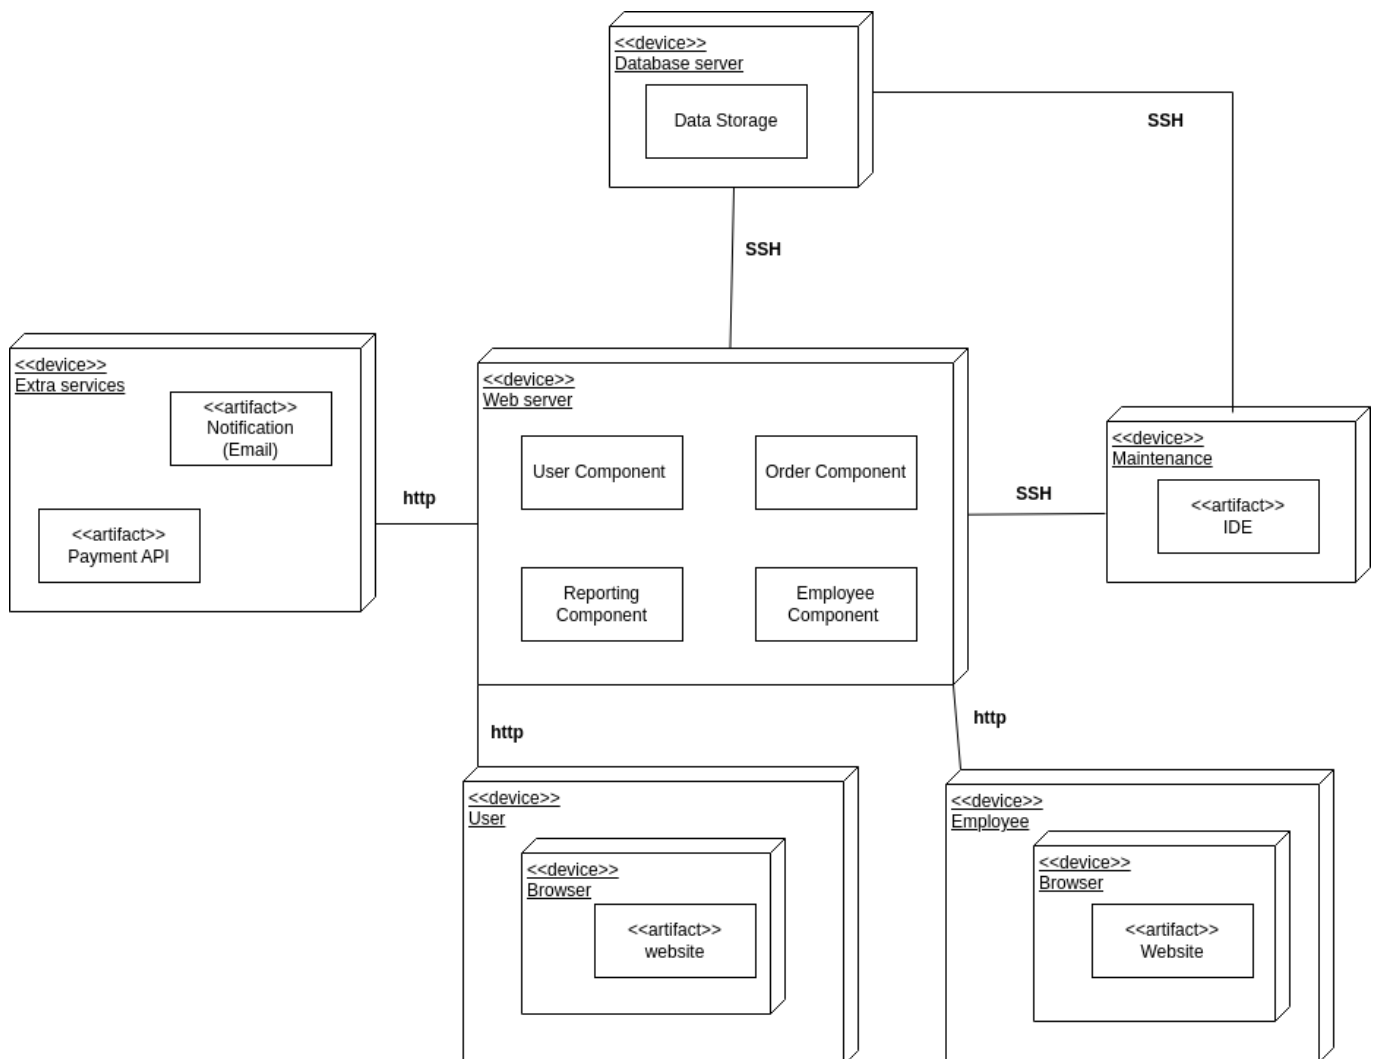 <<device>>
Database server
Data Storage
SSH
SSH
<<device>>
Extra services
<<artifact>>
Notification
(Email)
<<artifact>>
Payment API
http
<<device>>
Web server
User Component
Order Component
Reporting
Component
Employee
Component
SSH
<<device>>
Maintenance
<<artifact>>
IDE
http
http
<<device>>
User
<<device>>
Browser
<<artifact>>
website
<<device>>
Employee
<<device>>
Browser
<<artifact>>
Website